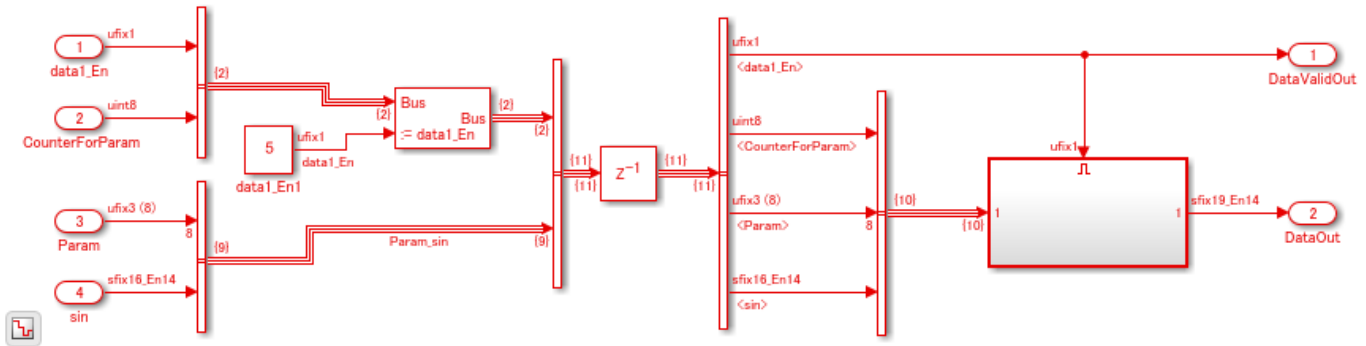 1
ufix1
data1_En
2
uint8
CounterForParam
{2}
{2}
Bus
Bus
:= data1_En
{2}
{2}
5
ufix1
data1_En
data1_En1
3
ufix3 (8)
8
Param
{9}
Param_sin
{9}
4
sfix16_En14
sin
{11}
{11}
Z-1
{11}
{11}
ufix1
<data1_En>
uint8
<CounterForParam>
ufix3 (8)
<Param>
8
sfix16_En14
<sin>
{10}
{10}
ufix1
1
1
sfix19_En14
1
DataValidOut
2
DataOut